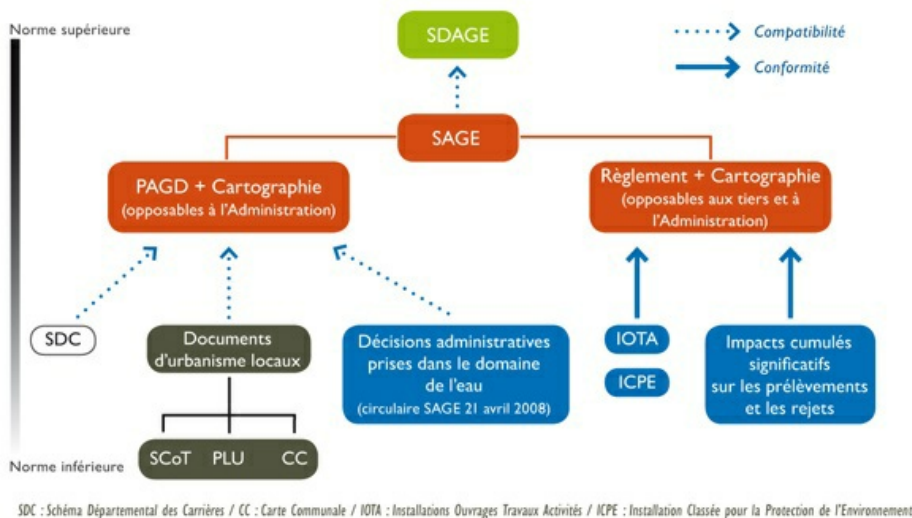 Norme supérieure
SDAGE
Compatibilité
Conformité
SAGE
PAGD + Cartographie
(opposables à l'Administration)
Règlement + Cartographie
(opposables aux tiers et à
l'Administration)
SDC
Documents
d'urbanisme locaux
Décisions administratives
prises dans le domaine
de l'eau
(circulaire SAGE 21 avril 2008)
IOTA
ICPE
Impacts cumulés
significatifs
sur les prélèvements
et les rejets
Norme inférieure
SCoT PLU CC
SDC : Schéma Départemental des Carrières / CC : Carte Communale / IOTA : Installations Ouvrages Travaux Activités / ICPE : Installation Classée pour la Protection de l'Environnement